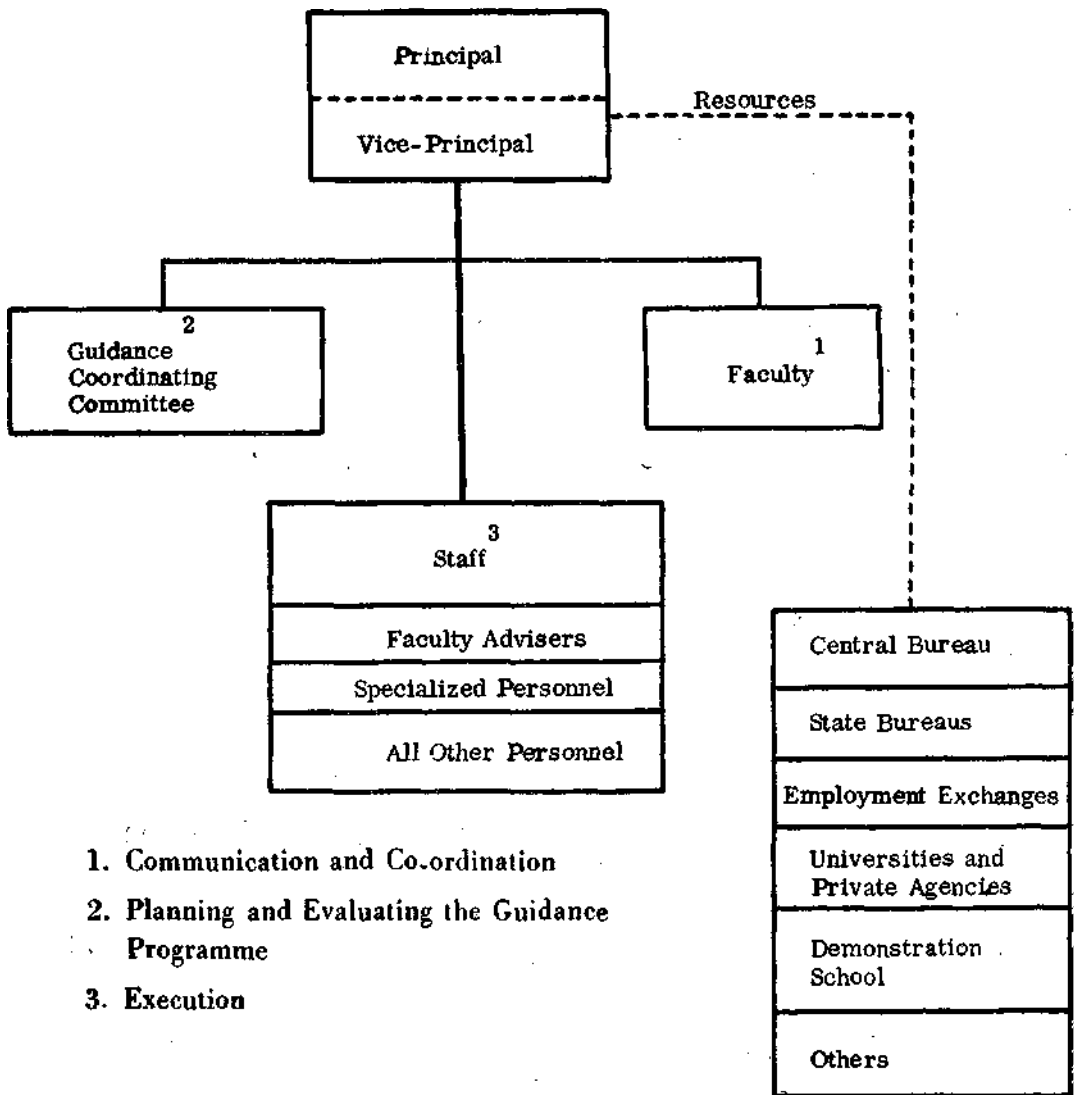 Principal
Resources
Vice-Principal
2
Guidance
Coordinating
Committee
1
Faculty
3
Staff
Faculty Advisers
Specialized Personnel
All Other Personnel
Central Bureau
State Bureaus
Employment Exchanges
Universities and
Private Agencies
Demonstration
School
Others
1. Communication and Co-ordination
2. Planning and Evaluating the Guidance
Programme
3. Execution